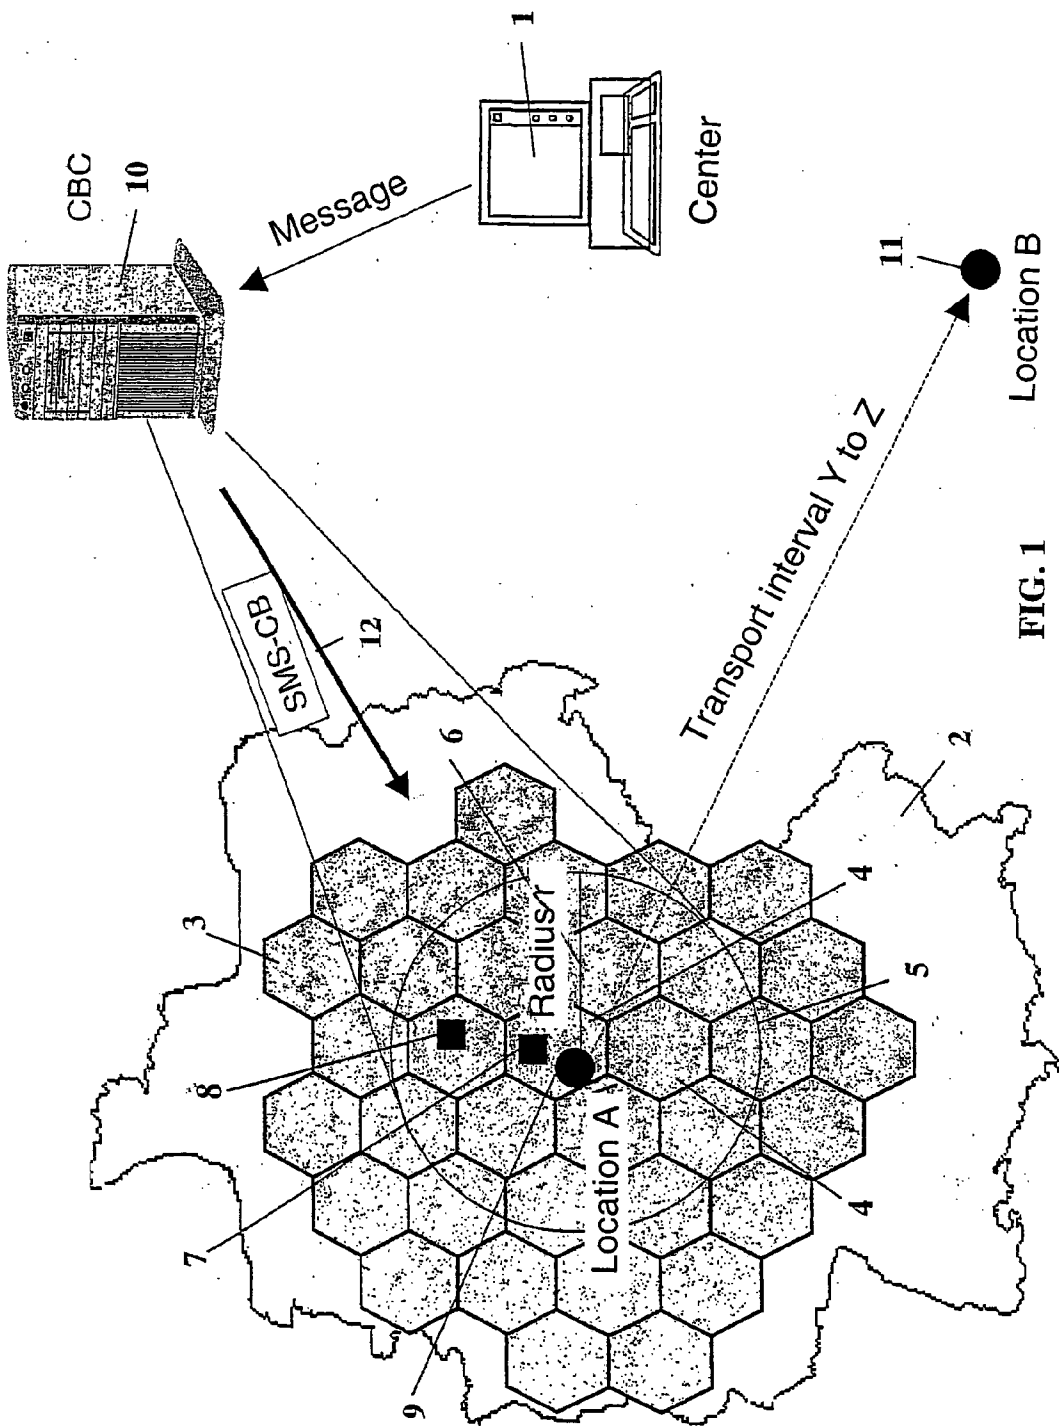 CBC
10
1
Message
Center
SMS-CB
12
3
6
8
7
Radius r
Location A
9
4
4
5
2
Transport interval Y to Z
11
Location B
FIG. 1